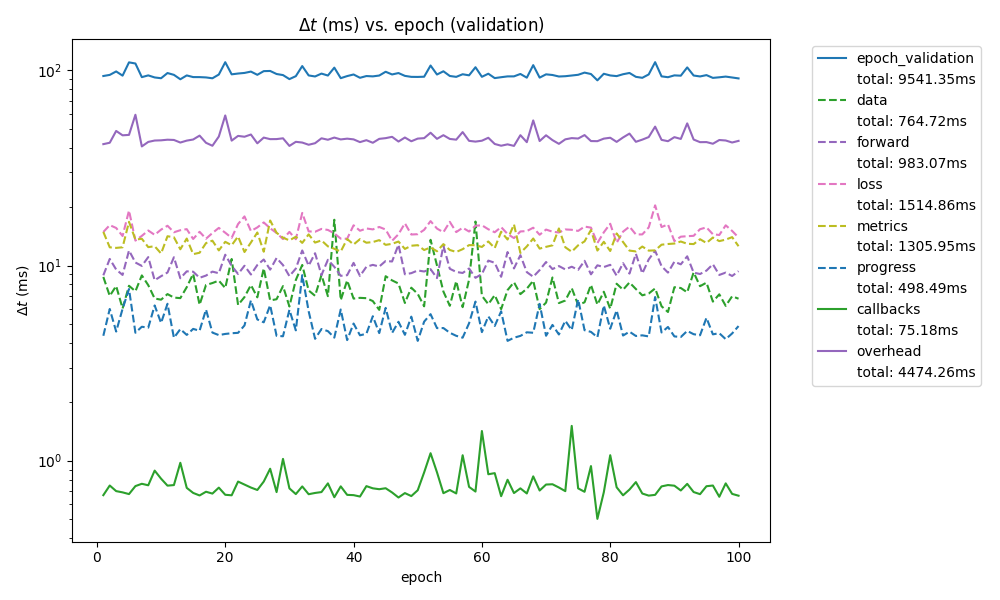 Δt (ms) vs. epoch (validation)
10²
10¹
10⁰
Δt (ms)
0
20
40
60
80
100
epoch
epoch_validation
total: 9541.35ms
data
total: 764.72ms
forward
total: 983.07ms
loss
total: 1514.86ms
metrics
total: 1305.95ms
progress
total: 498.49ms
callbacks
total: 75.18ms
overhead
total: 4474.26ms